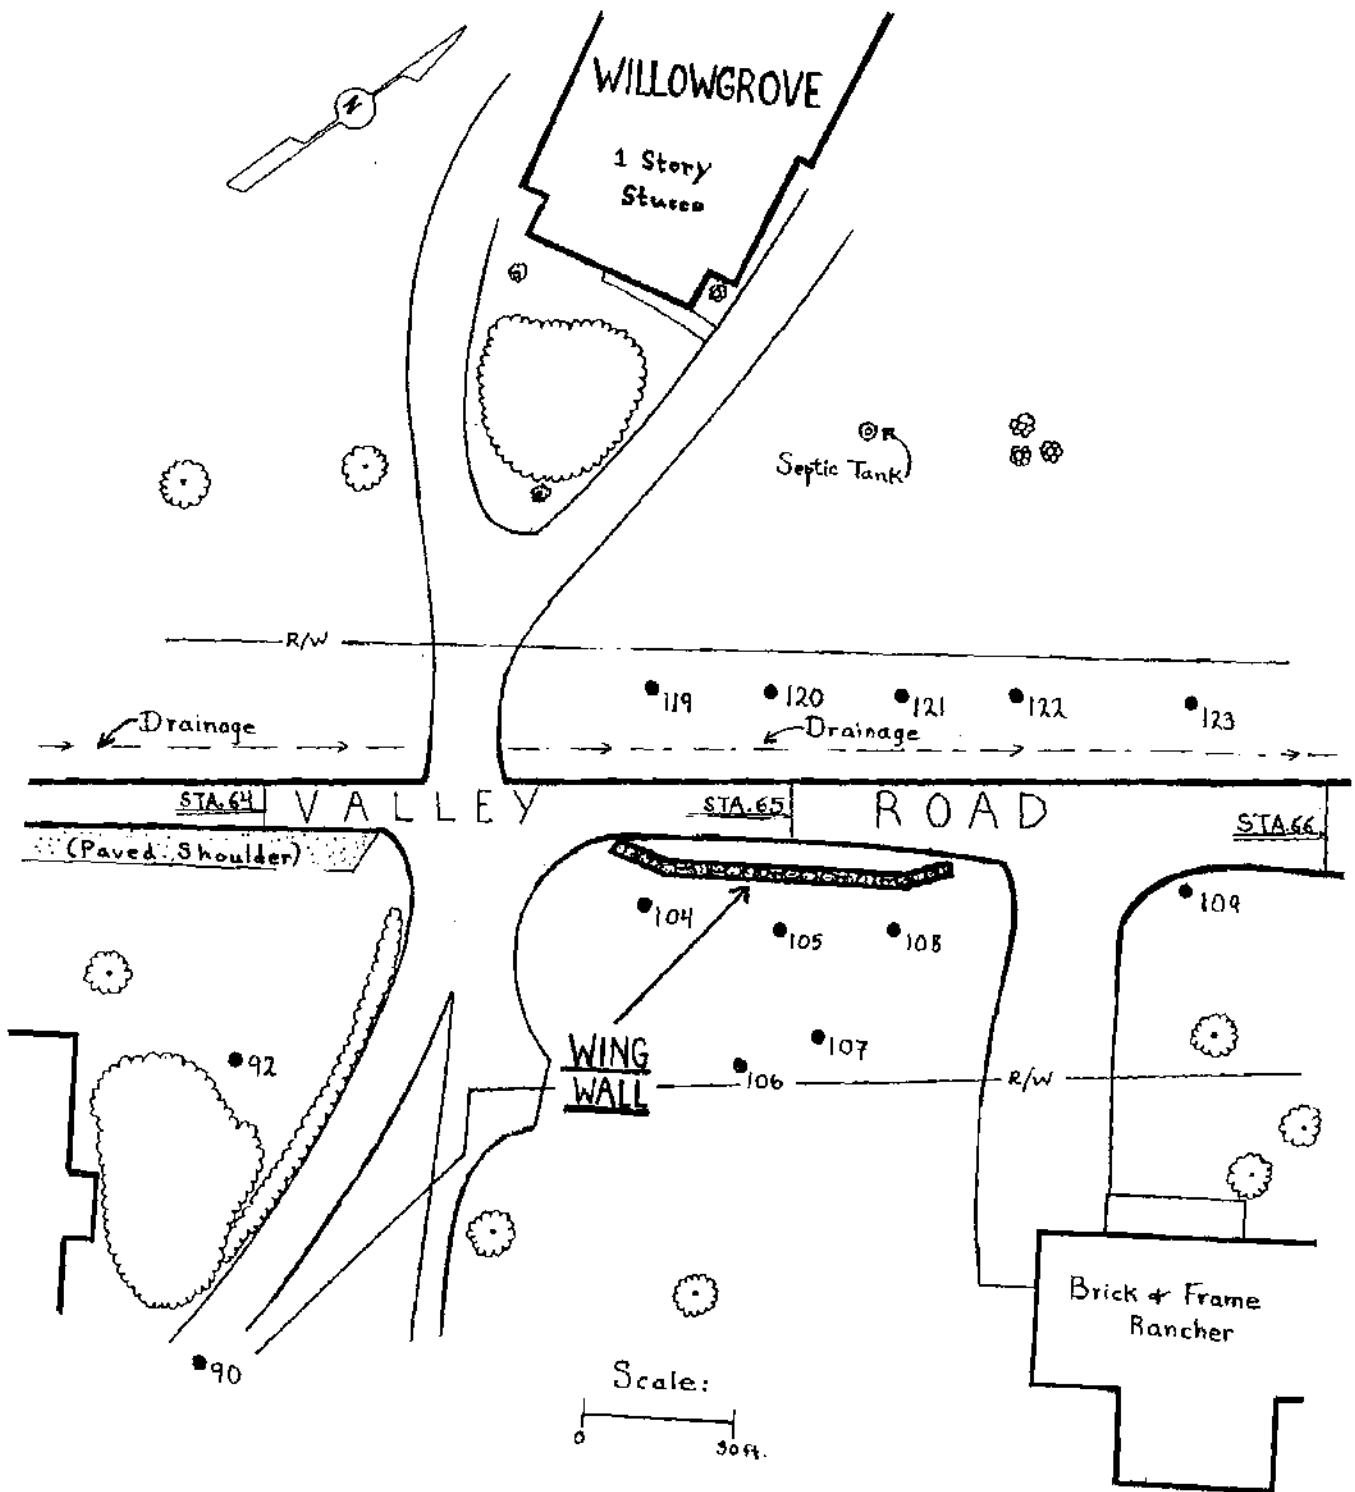 WILLOWGROVE
1 Story
Stucco
N
Septic Tank
R/W
119
120
121
122
123
Drainage
Drainage
STA.64
VALLEY
STA.65
ROAD
STA.66
(Paved Shoulder)
104
105
108
109
92
WING
WALL
107
106
R/W
90
Brick & Frame
Rancher
Scale:
0
30ft.